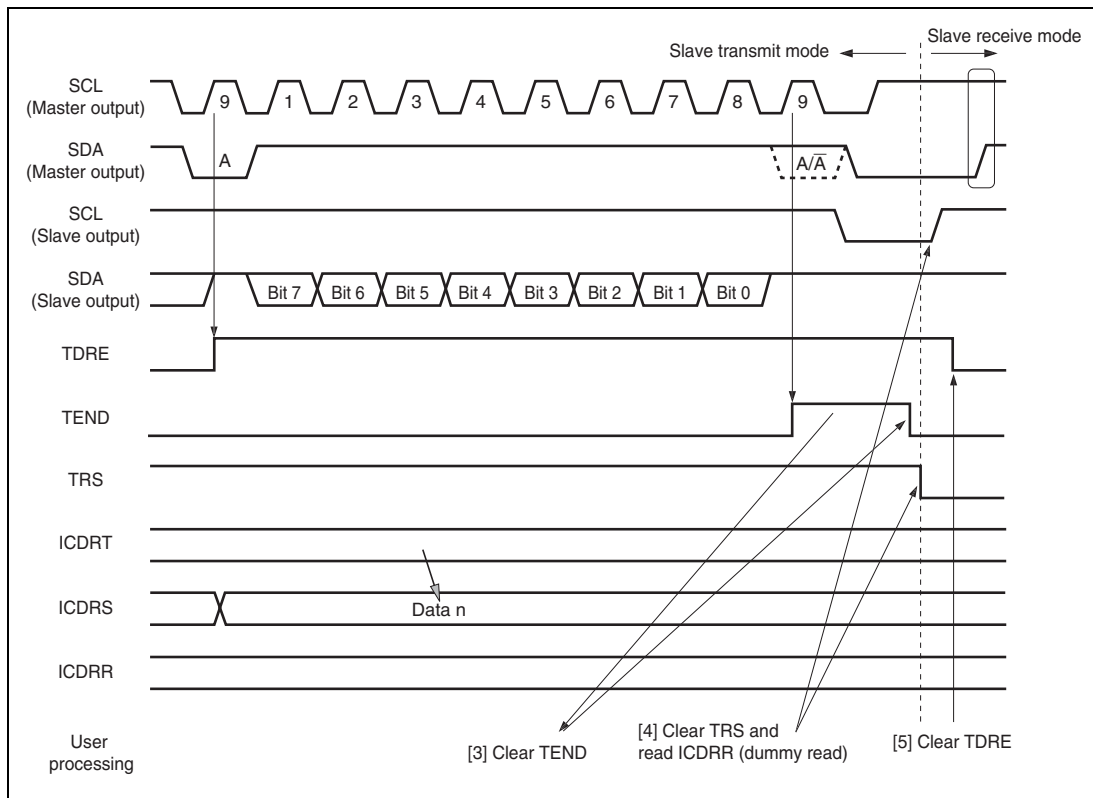 Slave transmit mode
Slave receive mode
SCL
(Master output)
9 1 2 3 4 5 6 7 8 9
SDA
(Master output)
A
A/A̅
SCL
(Slave output)
SDA
(Slave output)
Bit 7 Bit 6 Bit 5 Bit 4 Bit 3 Bit 2 Bit 1 Bit 0
TDRE
TEND
TRS
ICDRT
ICDRS
Data n
ICDRR
User
processing
[3] Clear TEND
[4] Clear TRS and
read ICDRR (dummy read)
[5] Clear TDRE